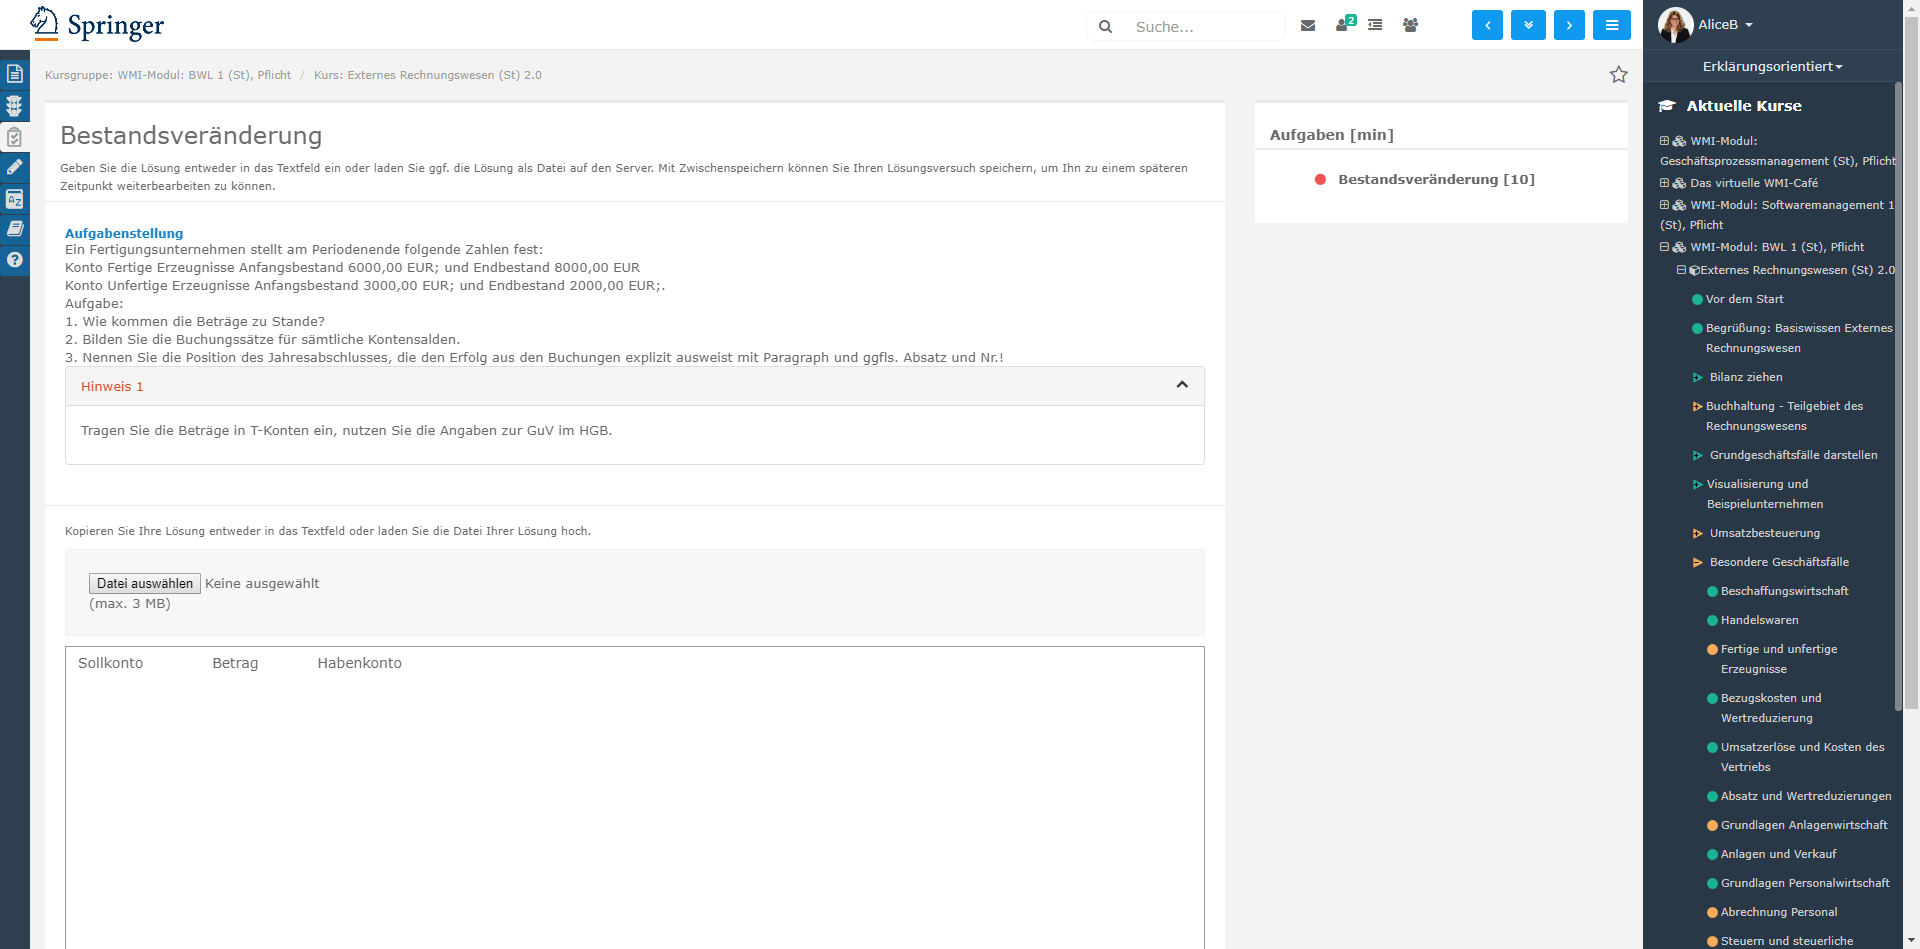 Springer
Suche...
2
AliceB
Erklärungsorientiert
Kursgruppe: WMI-Modul: BWL 1 (St), Pflicht / Kurs: Externes Rechnungswesen (St) 2.0
Bestandsveränderung
Geben Sie die Lösung entweder in das Textfeld ein oder laden Sie ggf. die Lösung als Datei auf den Server. Mit Zwischenspeichern können Sie Ihren Lösungsversuch speichern, um Ihn zu einem späteren
Zeitpunkt weiterbearbeiten zu können.
Aufgabenstellung
Ein Fertigungsunternehmen stellt am Periodenende folgende Zahlen fest:
Konto Fertige Erzeugnisse Anfangsbestand 6000,00 EUR; und Endbestand 8000,00 EUR
Konto Unfertige Erzeugnisse Anfangsbestand 3000,00 EUR; und Endbestand 2000,00 EUR;.
Aufgabe:
1. Wie kommen die Beträge zu Stande?
2. Bilden Sie die Buchungssätze für sämtliche Kontensalden.
3. Nennen Sie die Position des Jahresabschlusses, die den Erfolg aus den Buchungen explizit ausweist mit Paragraph und ggfls. Absatz und Nr.!
Hinweis 1
Tragen Sie die Beträge in T-Konten ein, nutzen Sie die Angaben zur GuV im HGB.
Kopieren Sie Ihre Lösung entweder in das Textfeld oder laden Sie die Datei Ihrer Lösung hoch.
Datei auswählen Keine ausgewählt
(max. 3 MB)
Sollkonto Betrag Habenkonto
Aufgaben [min]
Bestandsveränderung [10]
Aktuelle Kurse
WMI-Modul:
Geschäftsprozessmanagement (St), Pflicht
Das virtuelle WMI-Café
WMI-Modul: Softwaremanagement 1
(St), Pflicht
WMI-Modul: BWL 1 (St), Pflicht
Externes Rechnungswesen (St) 2.0
Vor dem Start
Begrüßung: Basiswissen Externes
Rechnungswesen
Bilanz ziehen
Buchhaltung - Teilgebiet des
Rechnungswesens
Grundgeschäftsfälle darstellen
Visualisierung und
Beispielunternehmen
Umsatzbesteuerung
Besondere Geschäftsfälle
Beschaffungswirtschaft
Handelswaren
Fertige und unfertige
Erzeugnisse
Bezugskosten und
Wertreduzierung
Umsatzerlöse und Kosten des
Vertriebs
Absatz und Wertreduzierungen
Grundlagen Anlagenwirtschaft
Anlagen und Verkauf
Grundlagen Personalwirtschaft
Abrechnung Personal
Steuern und steuerliche